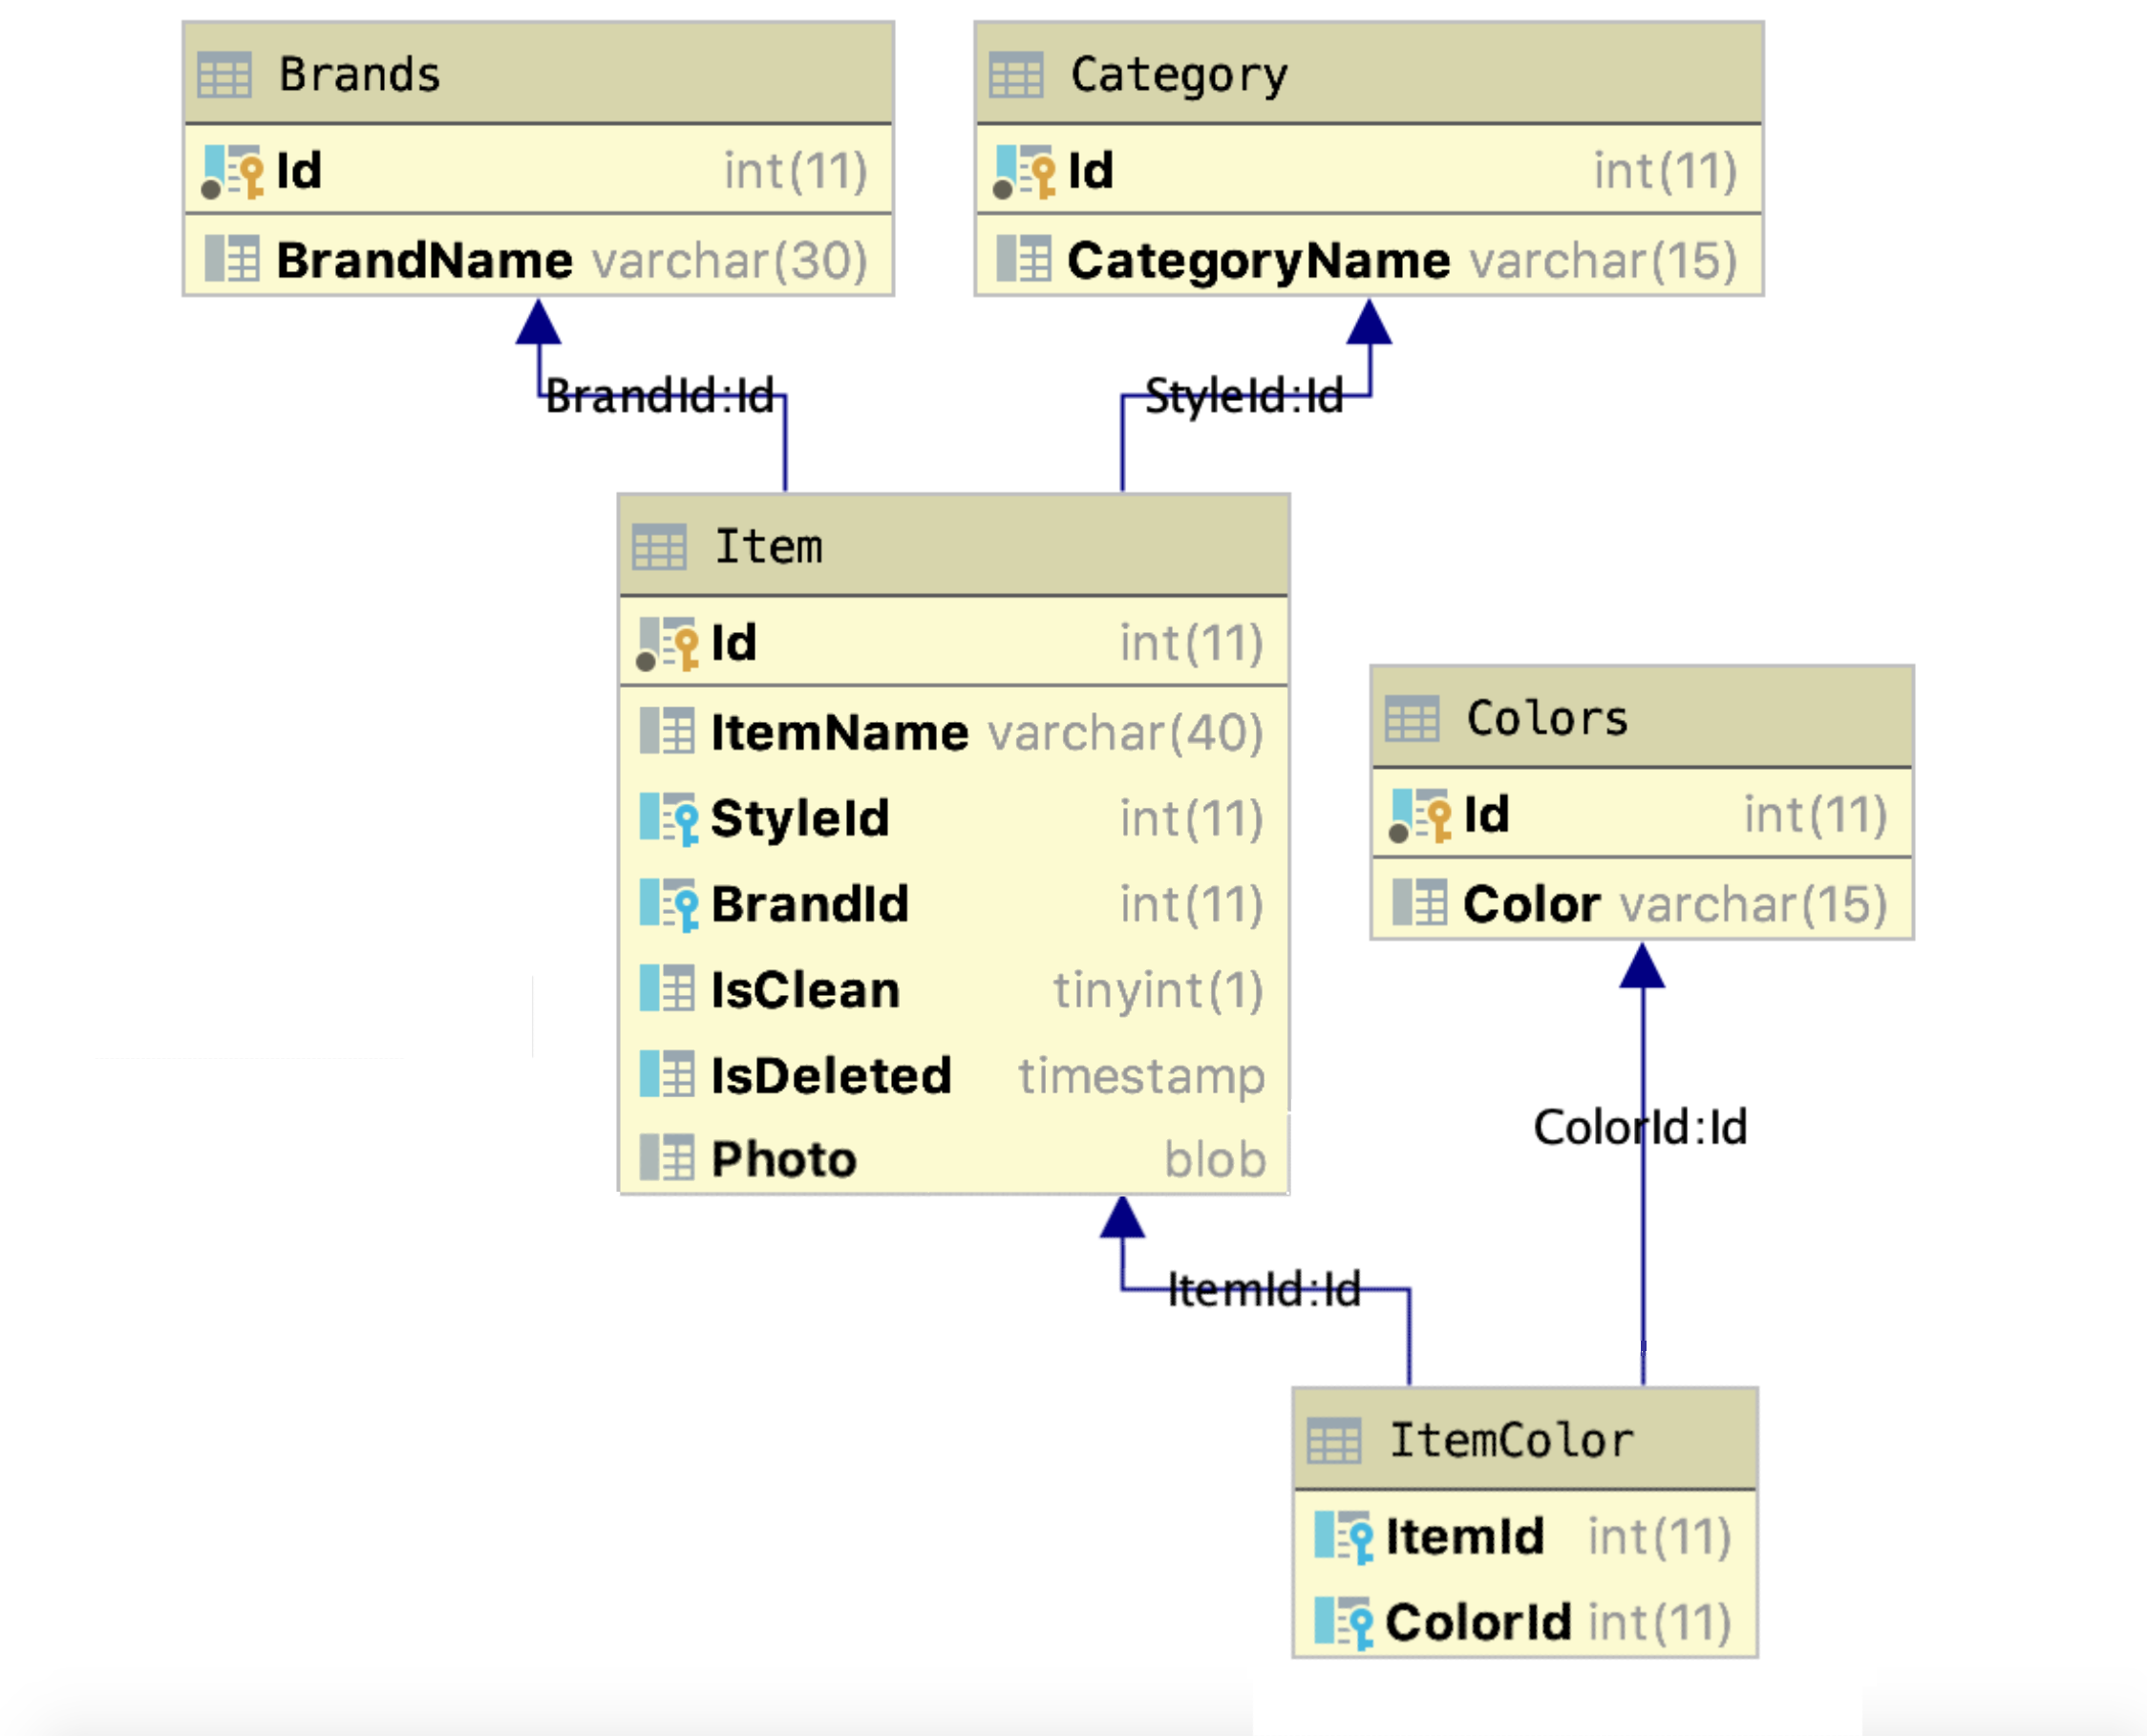 Brands
Id int(11)
BrandName varchar(30)
Category
Id int(11)
CategoryName varchar(15)
BrandId:Id
StyleId:Id
Item
Id int(11)
ItemName varchar(40)
StyleId int(11)
BrandId int(11)
IsClean tinyint(1)
IsDeleted timestamp
Photo blob
Colors
Id int(11)
Color varchar(15)
ColorId:Id
ItemId:Id
ItemColor
ItemId int(11)
ColorId int(11)